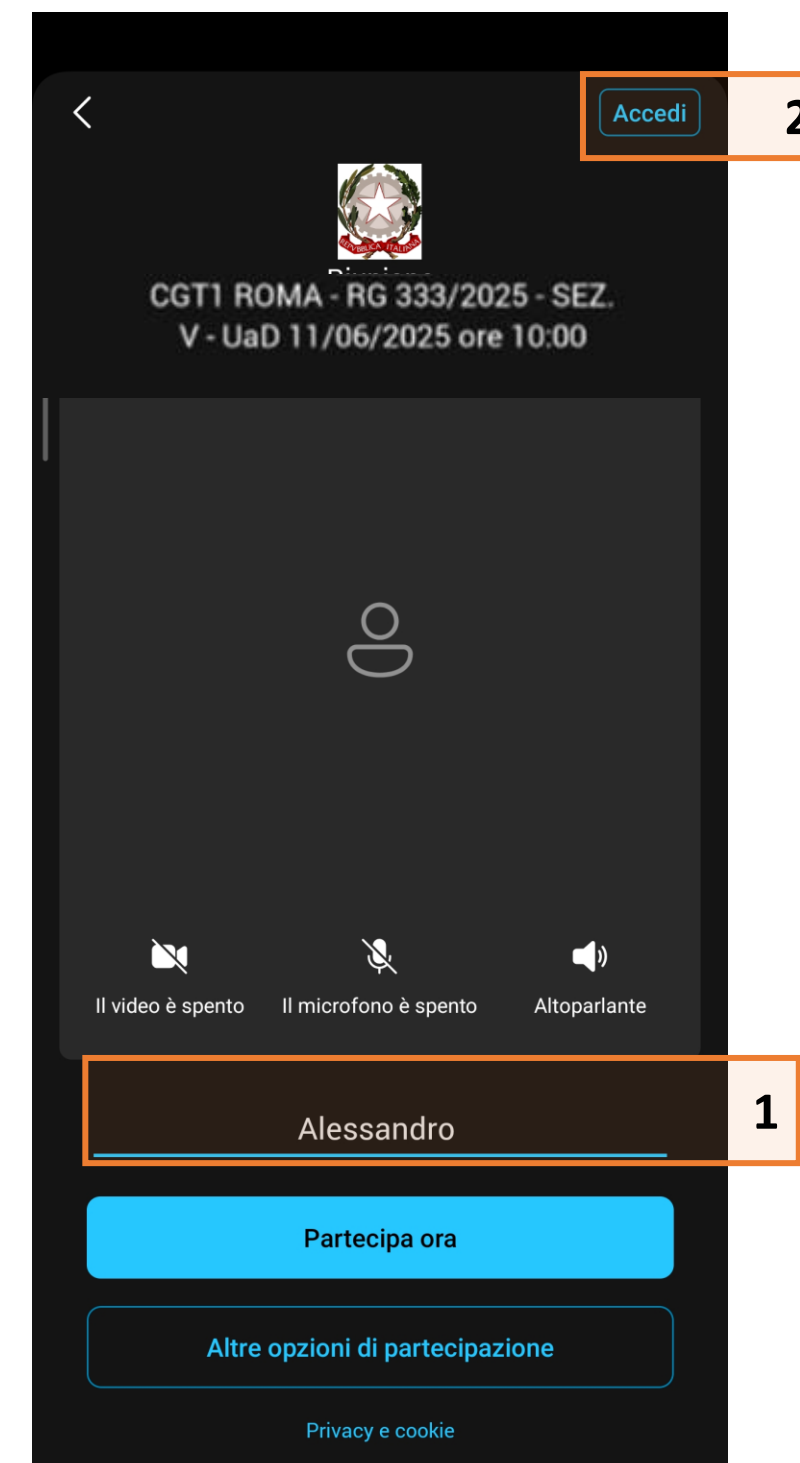 Accedi
2
CGT1 ROMA - RG 333/2025 - SEZ.
V - UaD 11/06/2025 ore 10:00
Il video è spento
Il microfono è spento
Altoparlante
Alessandro
1
Partecipa ora
Altre opzioni di partecipazione
Privacy e cookie